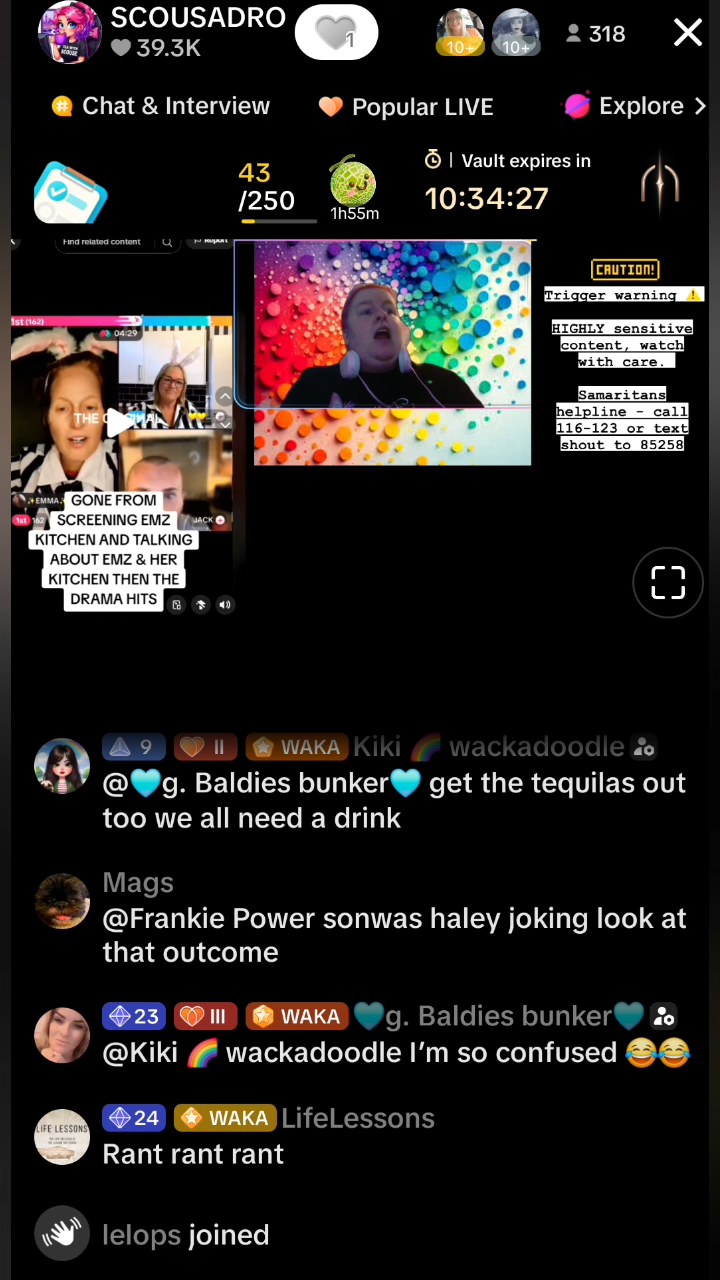 SCOUSADRO
39.3K
1
10+
10+
318
Chat & Interview
Popular LIVE
Explore
43
/250
1h55m
Vault expires in
10:34:27
Find related content
Report
1st (162)
04:29
THE
EMMA
1st 162
JACK
GONE FROM
SCREENING EMZ
KITCHEN AND TALKING
ABOUT EMZ & HER
KITCHEN THEN THE
DRAMA HITS
CAUTION!
Trigger warning ⚠️
HIGHLY sensitive
content, watch
with care.
Samaritans
helpline - call
116-123 or text
shout to 85258
9 II WAKA Kiki 🌈 wackadoodle
@🩵g. Baldies bunker🩵 get the tequilas out
too we all need a drink
Mags
@Frankie Power sonwas haley joking look at
that outcome
23 III WAKA 🩵g. Baldies bunker🩵
@Kiki 🌈 wackadoodle I’m so confused 😂😂
LIFE LESSONS
24 WAKA LifeLessons
Rant rant rant
lelops joined